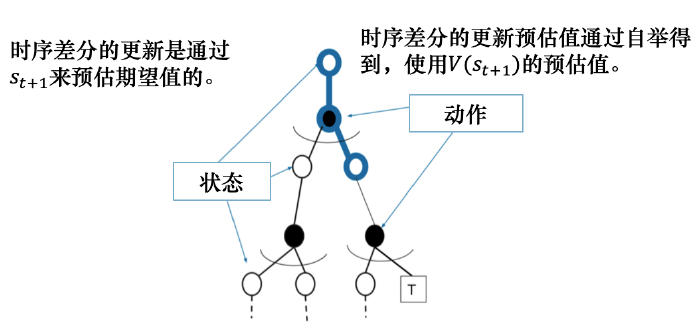 时序差分的更新是通过
s_{t+1}来预估期望值的。
时序差分的更新预估值通过自举得
到，使用V(s_{t+1})的预估值。
动作
状态
T